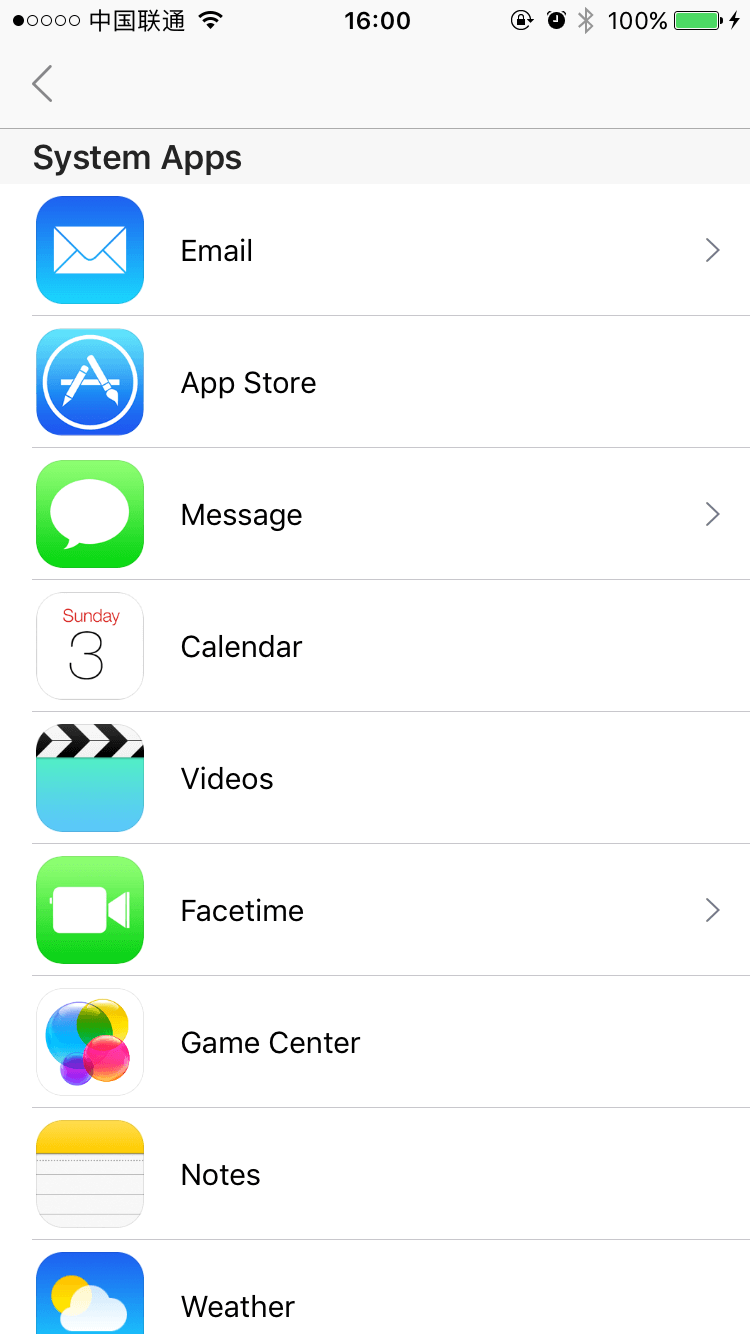 中国联通 16:00 100%
System Apps
Email
App Store
Message
Sunday
3
Calendar
Videos
Facetime
Game Center
Notes
Weather